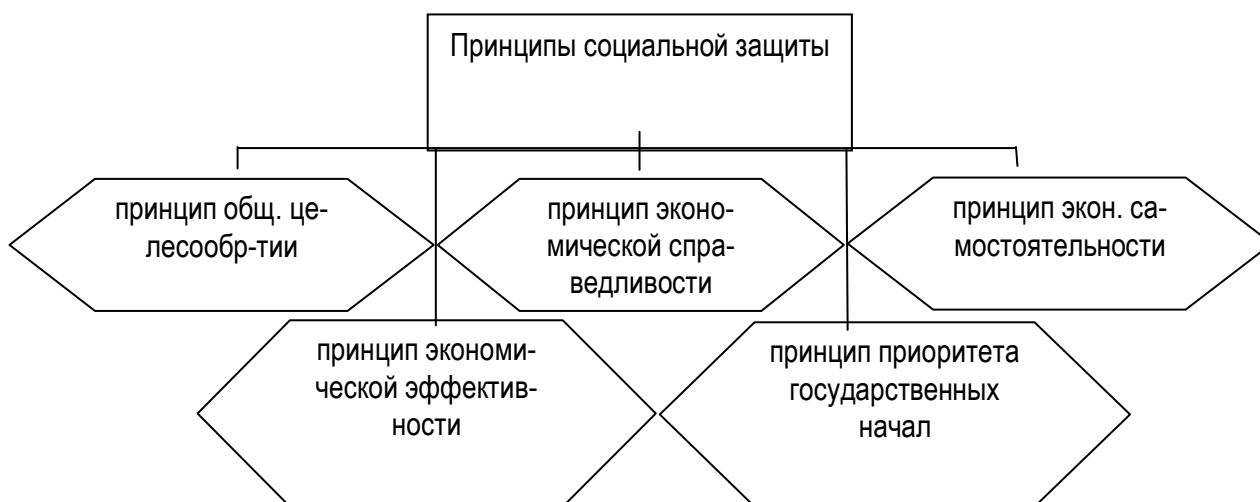 Принципы социальной защиты
принцип общ. це-
лесообр-тии
принцип эконо-
мической спра-
ведливости
принцип экон. са-
мостоятельности
принцип экономи-
ческой эффектив-
ности
принцип приоритета
государственных
начал